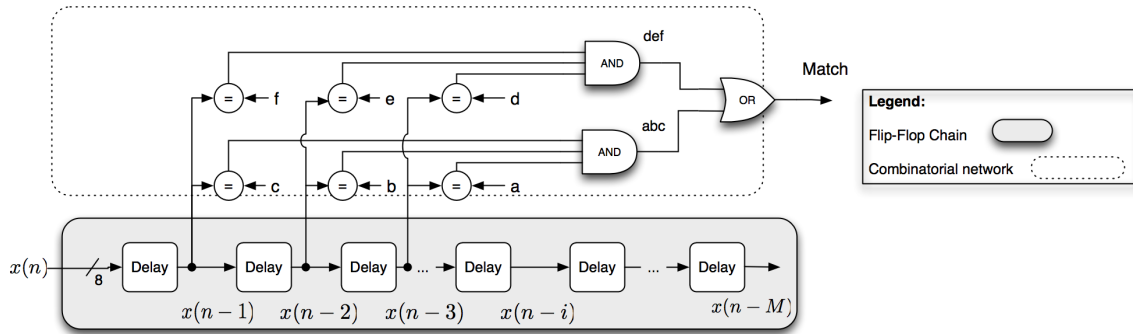 def
AND
Match
= f = e = d
OR
Legend:
abc
Flip-Flop Chain
AND
Combinatorial network
= c = b = a
x(n) 8 Delay Delay Delay ... Delay Delay ... Delay
x(n − 1) x(n − 2) x(n − 3) x(n − i) x(n − M)